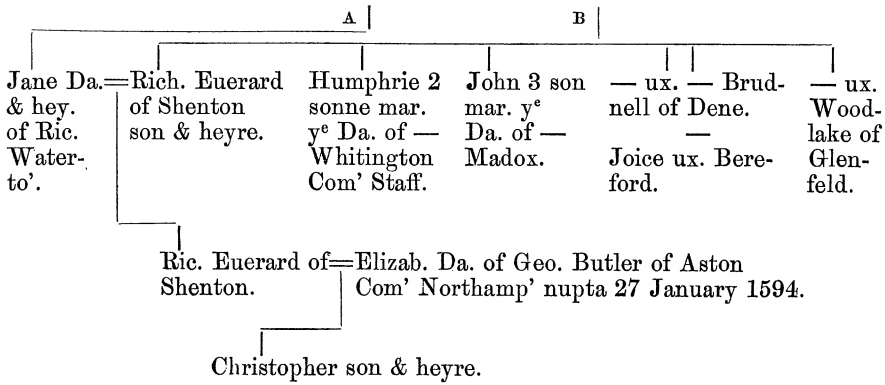 A B
Jane Da.
& hey.
of Ric.
Water-
to'.
=Rich. Euerard
of Shenton
son & heyre.
Humphrie 2
sonne mar.
yᵉ Da. of —
Whitington
Com' Staff.
John 3 son
mar. yᵉ
Da. of —
Madox.
— ux. — Brud-
nell of Dene.
—
Joice ux. Bere-
ford.
— ux.
Wood-
lake of
Glen-
feld.
Ric. Euerard of=
Shenton.
Elizab. Da. of Geo. Butler of Aston
Com' Northamp' nupta 27 January 1594.
Christopher son & heyre.